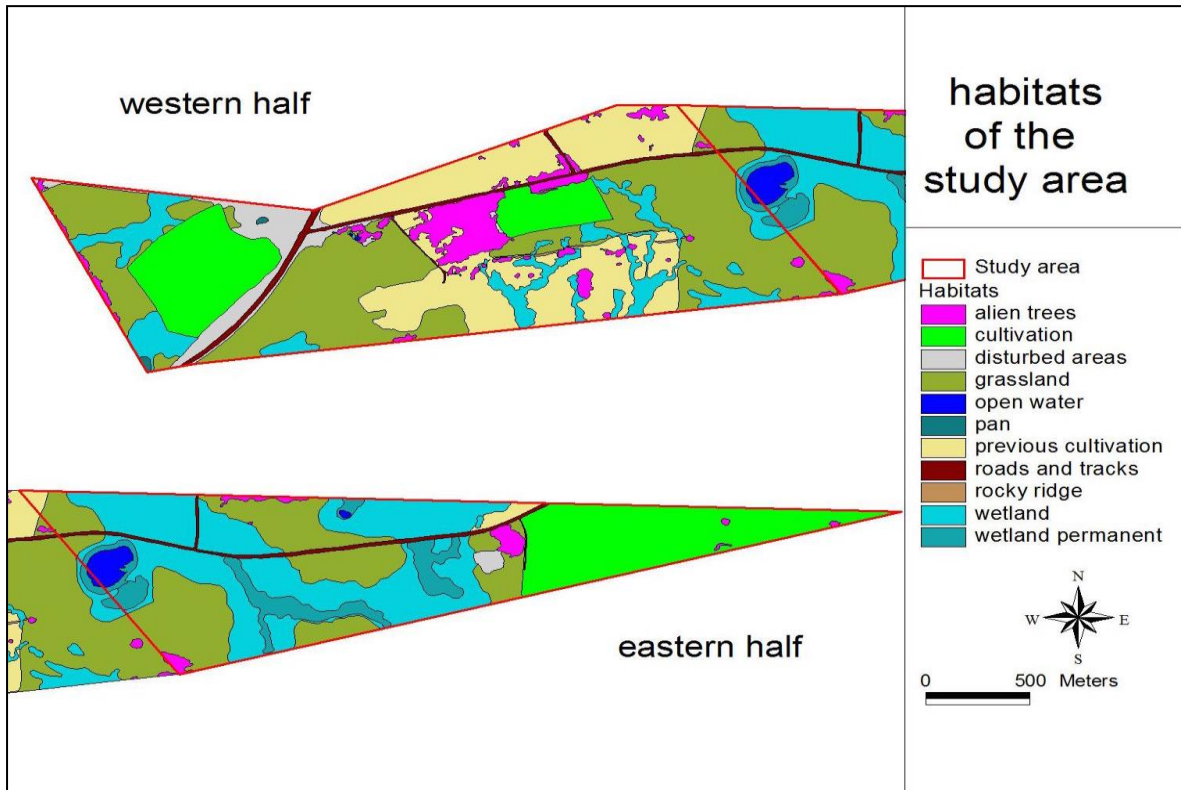 western half
eastern half
habitats
of the
study area
Study area
Habitats
alien trees
cultivation
disturbed areas
grassland
open water
pan
previous cultivation
roads and tracks
rocky ridge
wetland
wetland permanent
N
W E
S
0 500 Meters